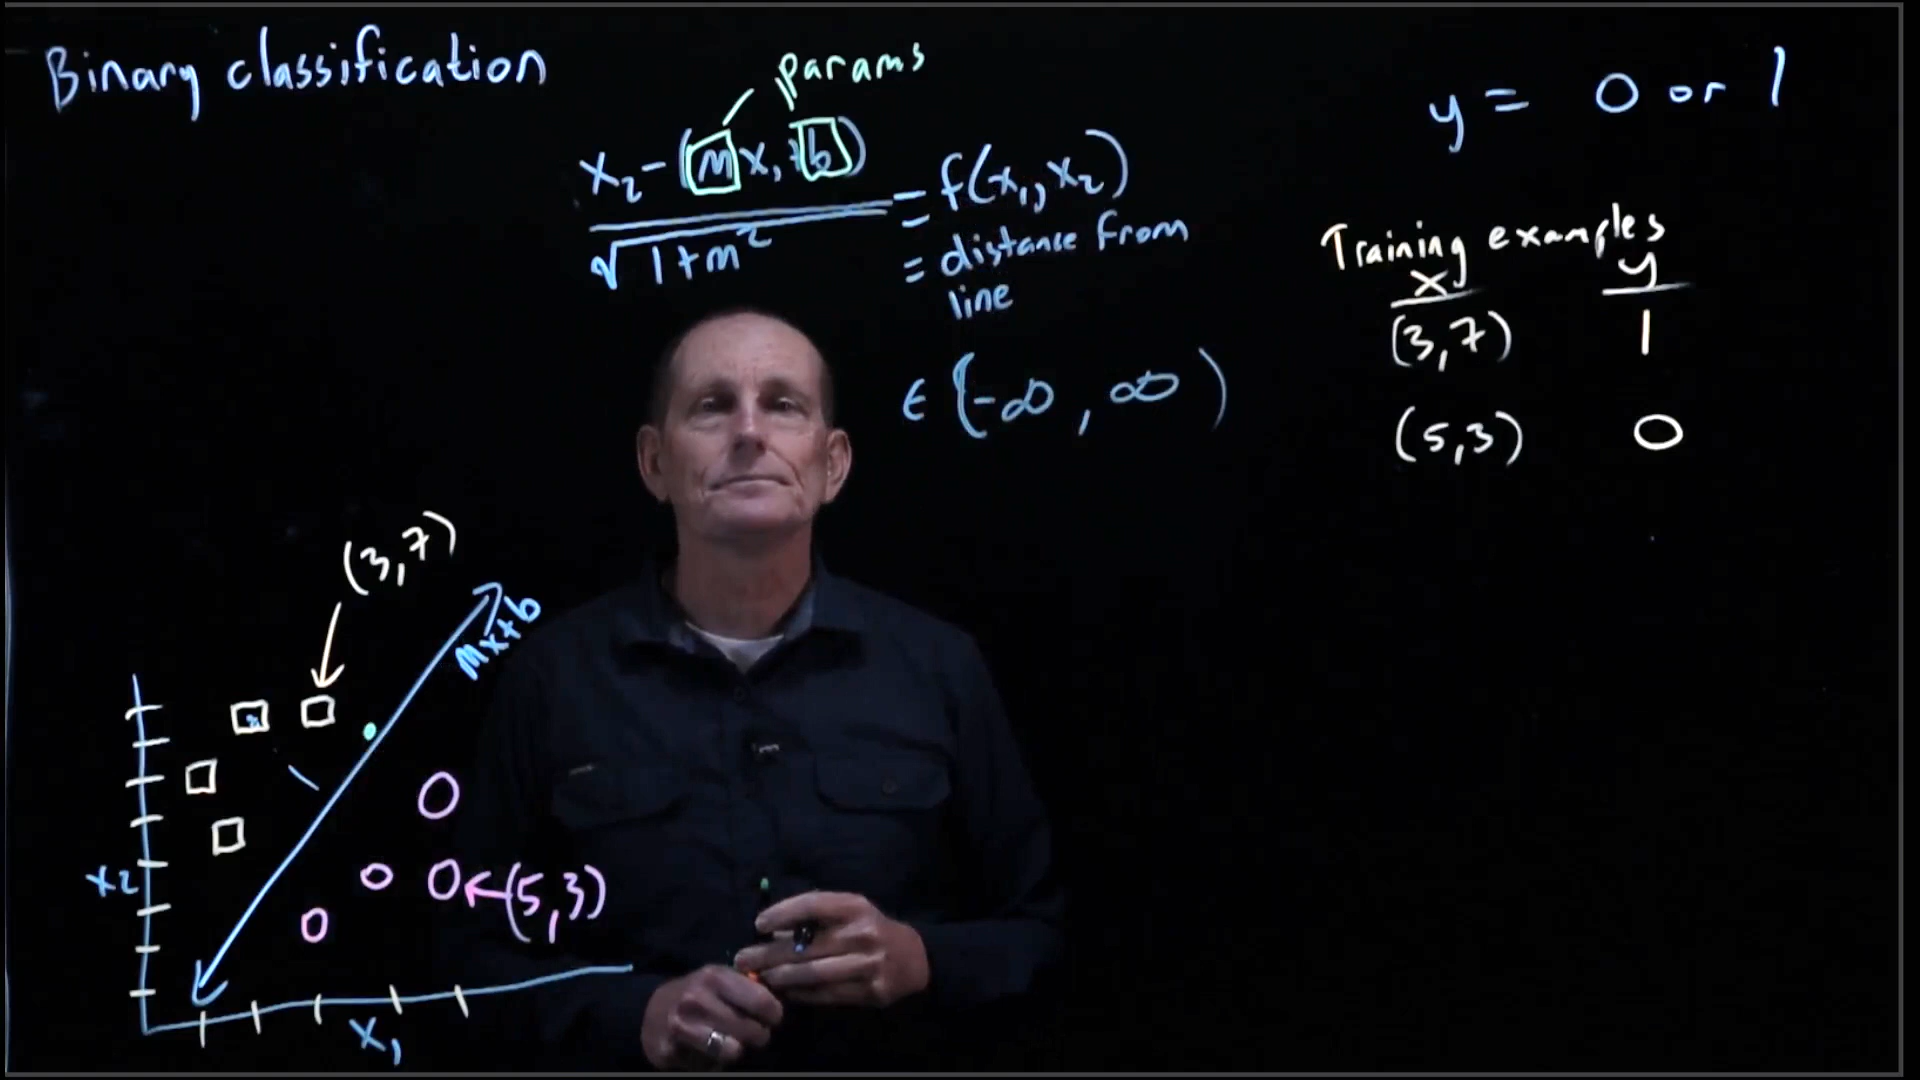 Binary classification
params
x₂ - (mx₁ + b)
√1+m²
= f(x₁, x₂)
= distance from
line
∈ (-∞, ∞)
y = 0 or 1
Training examples
x y
(3,7) 1
(5,3) 0
(3,7)
mx+b
(5,3)
x₂
x₁